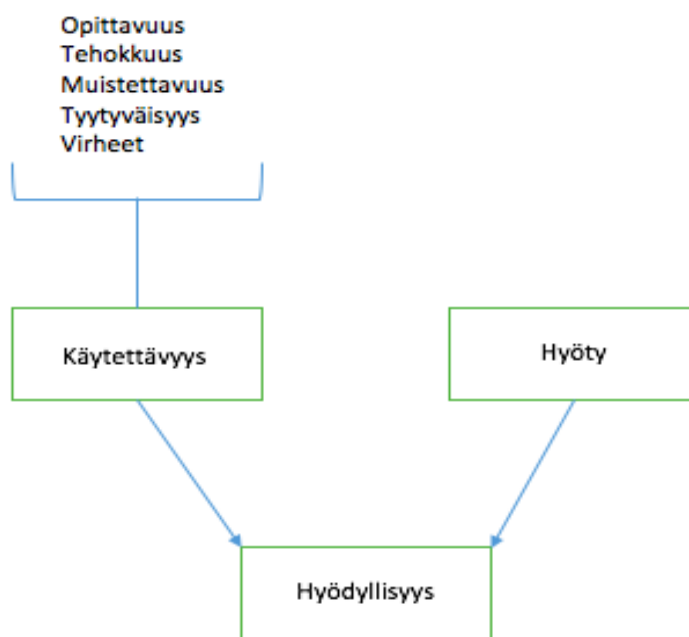 Opittavuus
Tehokkuus
Muistettavuus
Tyytyväisyys
Virheet
Käytettävyys
Hyöty
Hyödyllisyys